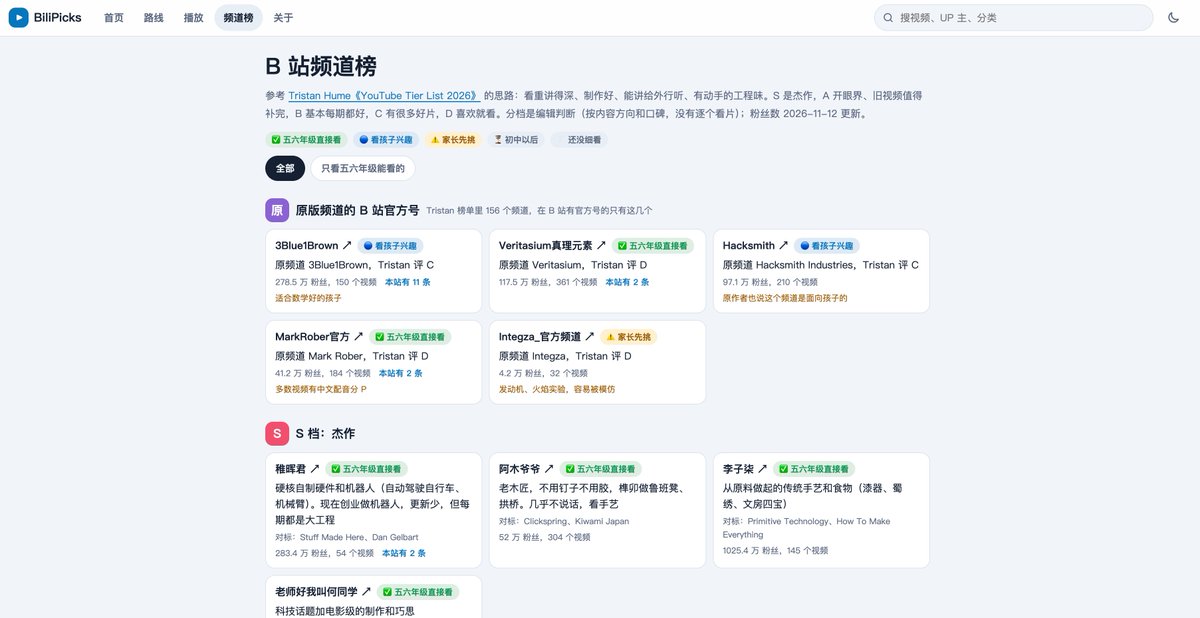 BiliPicks 首页 路线 播放 频道榜 关于 搜视频、UP 主、分类
B 站频道榜
参考 Tristan Hume《YouTube Tier List 2026》 的思路：看重讲得深、制作好、能讲给外行听、有动手的工程味。S 是杰作，A 开眼界、旧视频值得
补完，B 基本每期都好，C 有很多好片，D 喜欢就看。分档是编辑判断（按内容方向和口碑，没有逐个看片）；粉丝数 2026-11-12 更新。
✅ 五六年级直接看 🔵 看孩子兴趣 ⚠️ 家长先挑 ⏳ 初中以后 还没细看
全部 只看五六年级能看的
原 原版频道的 B 站官方号 Tristan 榜单里 156 个频道，在 B 站有官方号的只有这几个
3Blue1Brown ↗ 🔵 看孩子兴趣
原频道 3Blue1Brown，Tristan 评 C
278.5 万 粉丝，150 个视频 本站有 11 条
适合数学好的孩子
Veritasium真理元素 ↗ ✅ 五六年级直接看
原频道 Veritasium，Tristan 评 D
117.5 万 粉丝，361 个视频 本站有 2 条
Hacksmith ↗ 🔵 看孩子兴趣
原频道 Hacksmith Industries，Tristan 评 C
97.1 万 粉丝，210 个视频
原作者也说这个频道是面向孩子的
MarkRober官方 ↗ ✅ 五六年级直接看
原频道 Mark Rober，Tristan 评 D
41.2 万 粉丝，184 个视频 本站有 2 条
多数视频有中文配音分 P
Integza_官方频道 ↗ ⚠️ 家长先挑
原频道 Integza，Tristan 评 D
4.2 万 粉丝，32 个视频
发动机、火焰实验，容易被模仿
S S 档：杰作
稚晖君 ↗ ✅ 五六年级直接看
硬核自制硬件和机器人（自动驾驶自行车、
机械臂）。现在创业做机器人，更新少，但每
期都是大工程
对标：Stuff Made Here、Dan Gelbart
283.4 万 粉丝，54 个视频 本站有 2 条
阿木爷爷 ↗ ✅ 五六年级直接看
老木匠，不用钉子不用胶，榫卯做鲁班凳、
拱桥。几乎不说话，看手艺
对标：Clickspring、Kiwami Japan
52 万 粉丝，304 个视频
李子柒 ↗ ✅ 五六年级直接看
从原料做起的传统手艺和食物（漆器、蜀
绣、文房四宝）
对标：Primitive Technology、How To Make
Everything
1025.4 万 粉丝，145 个视频
老师好我叫何同学 ↗ ✅ 五六年级直接看
科技话题加电影级的制作和巧思